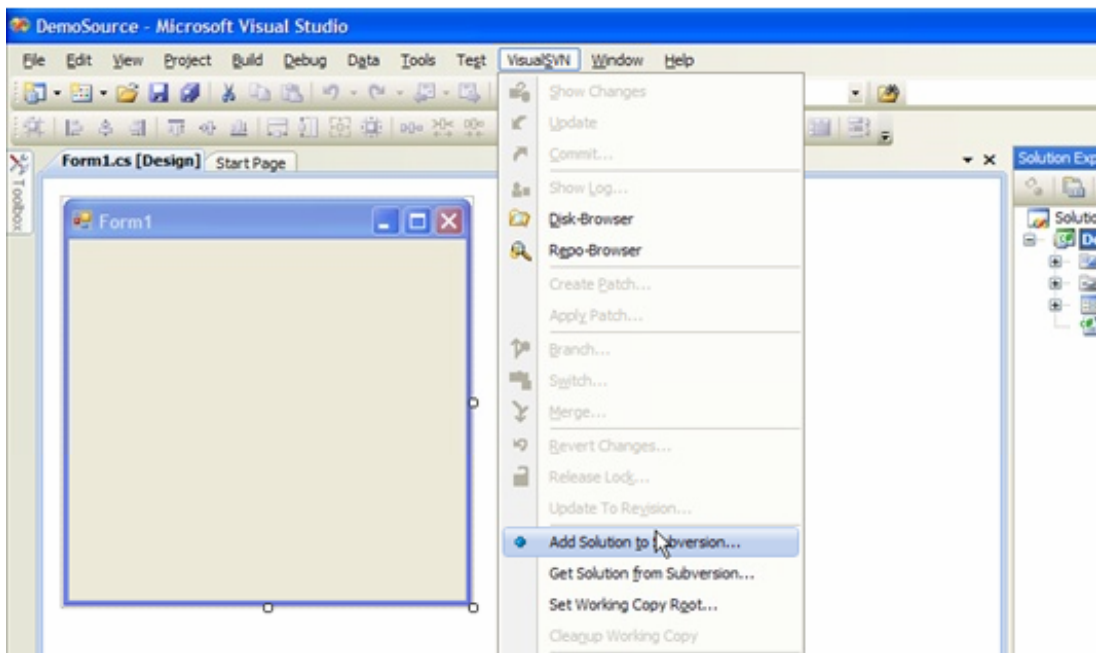 DemoSource - Microsoft Visual Studio
File Edit View Project Build Debug Data Tools Test VisualSVN Window Help
Form1.cs [Design] Start Page
Solution Exp
Toolbox
Form1
Show Changes
Update
Commit...
Show Log...
Disk-Browser
Repo-Browser
Create Patch...
Apply Patch...
Branch...
Switch...
Merge...
Revert Changes...
Release Lock...
Update To Revision...
Add Solution to Subversion...
Get Solution from Subversion...
Set Working Copy Root...
Cleanup Working Copy
Solutio
De